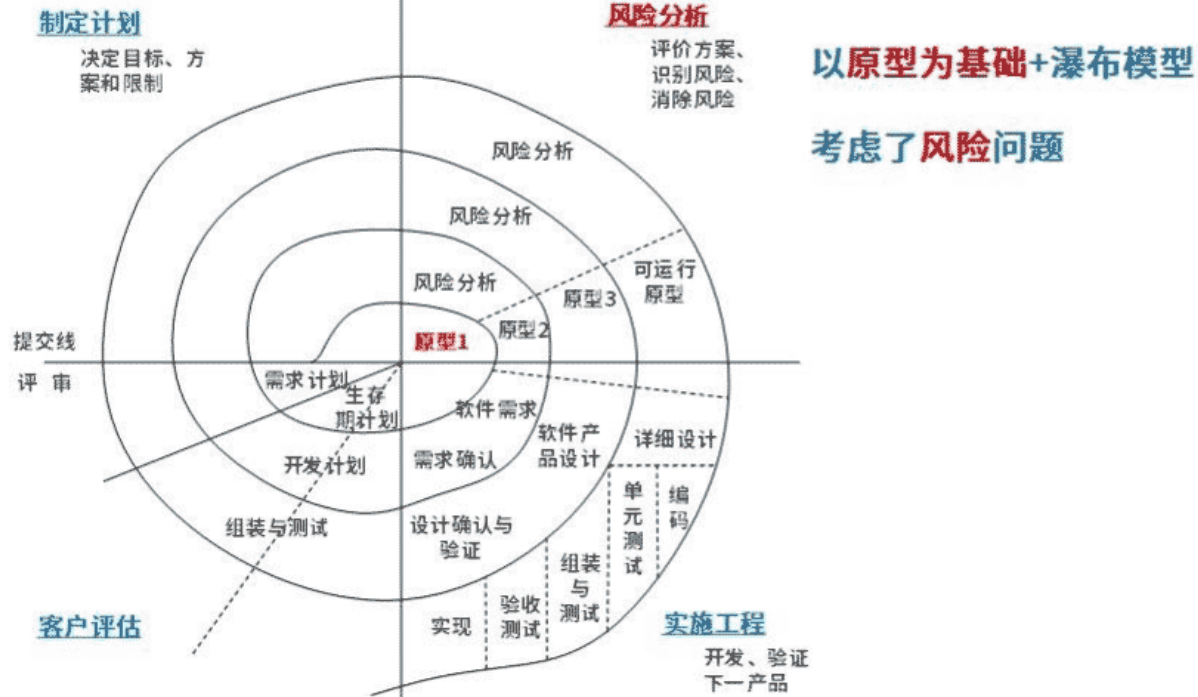 制定计划
决定目标、方
案和限制
风险分析
评价方案、
识别风险、
消除风险
以原型为基础+瀑布模型
考虑了风险问题
风险分析
风险分析
风险分析
可运行
原型
原型3
原型2
原型1
提交线
评 审
需求计划
生存
期计划
开发计划
组装与测试
软件需求
需求确认
软件产
品设计
设计确认与
验证
详细设计
单
元
测
试
编
码
组装
与
测试
验收
测试
实现
客户评估
实施工程
开发、验证
下一产品